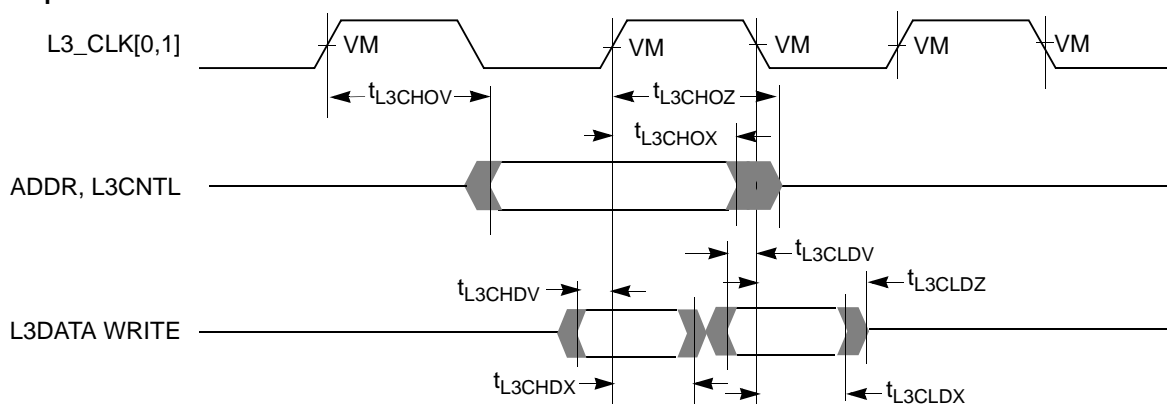 L3_CLK[0,1] VM VM VM VM VM
tL3CHOV tL3CHOZ
tL3CHOX
ADDR, L3CNTL
tL3CLDV
tL3CHDV tL3CLDZ
L3DATA WRITE
tL3CHDX tL3CLDX